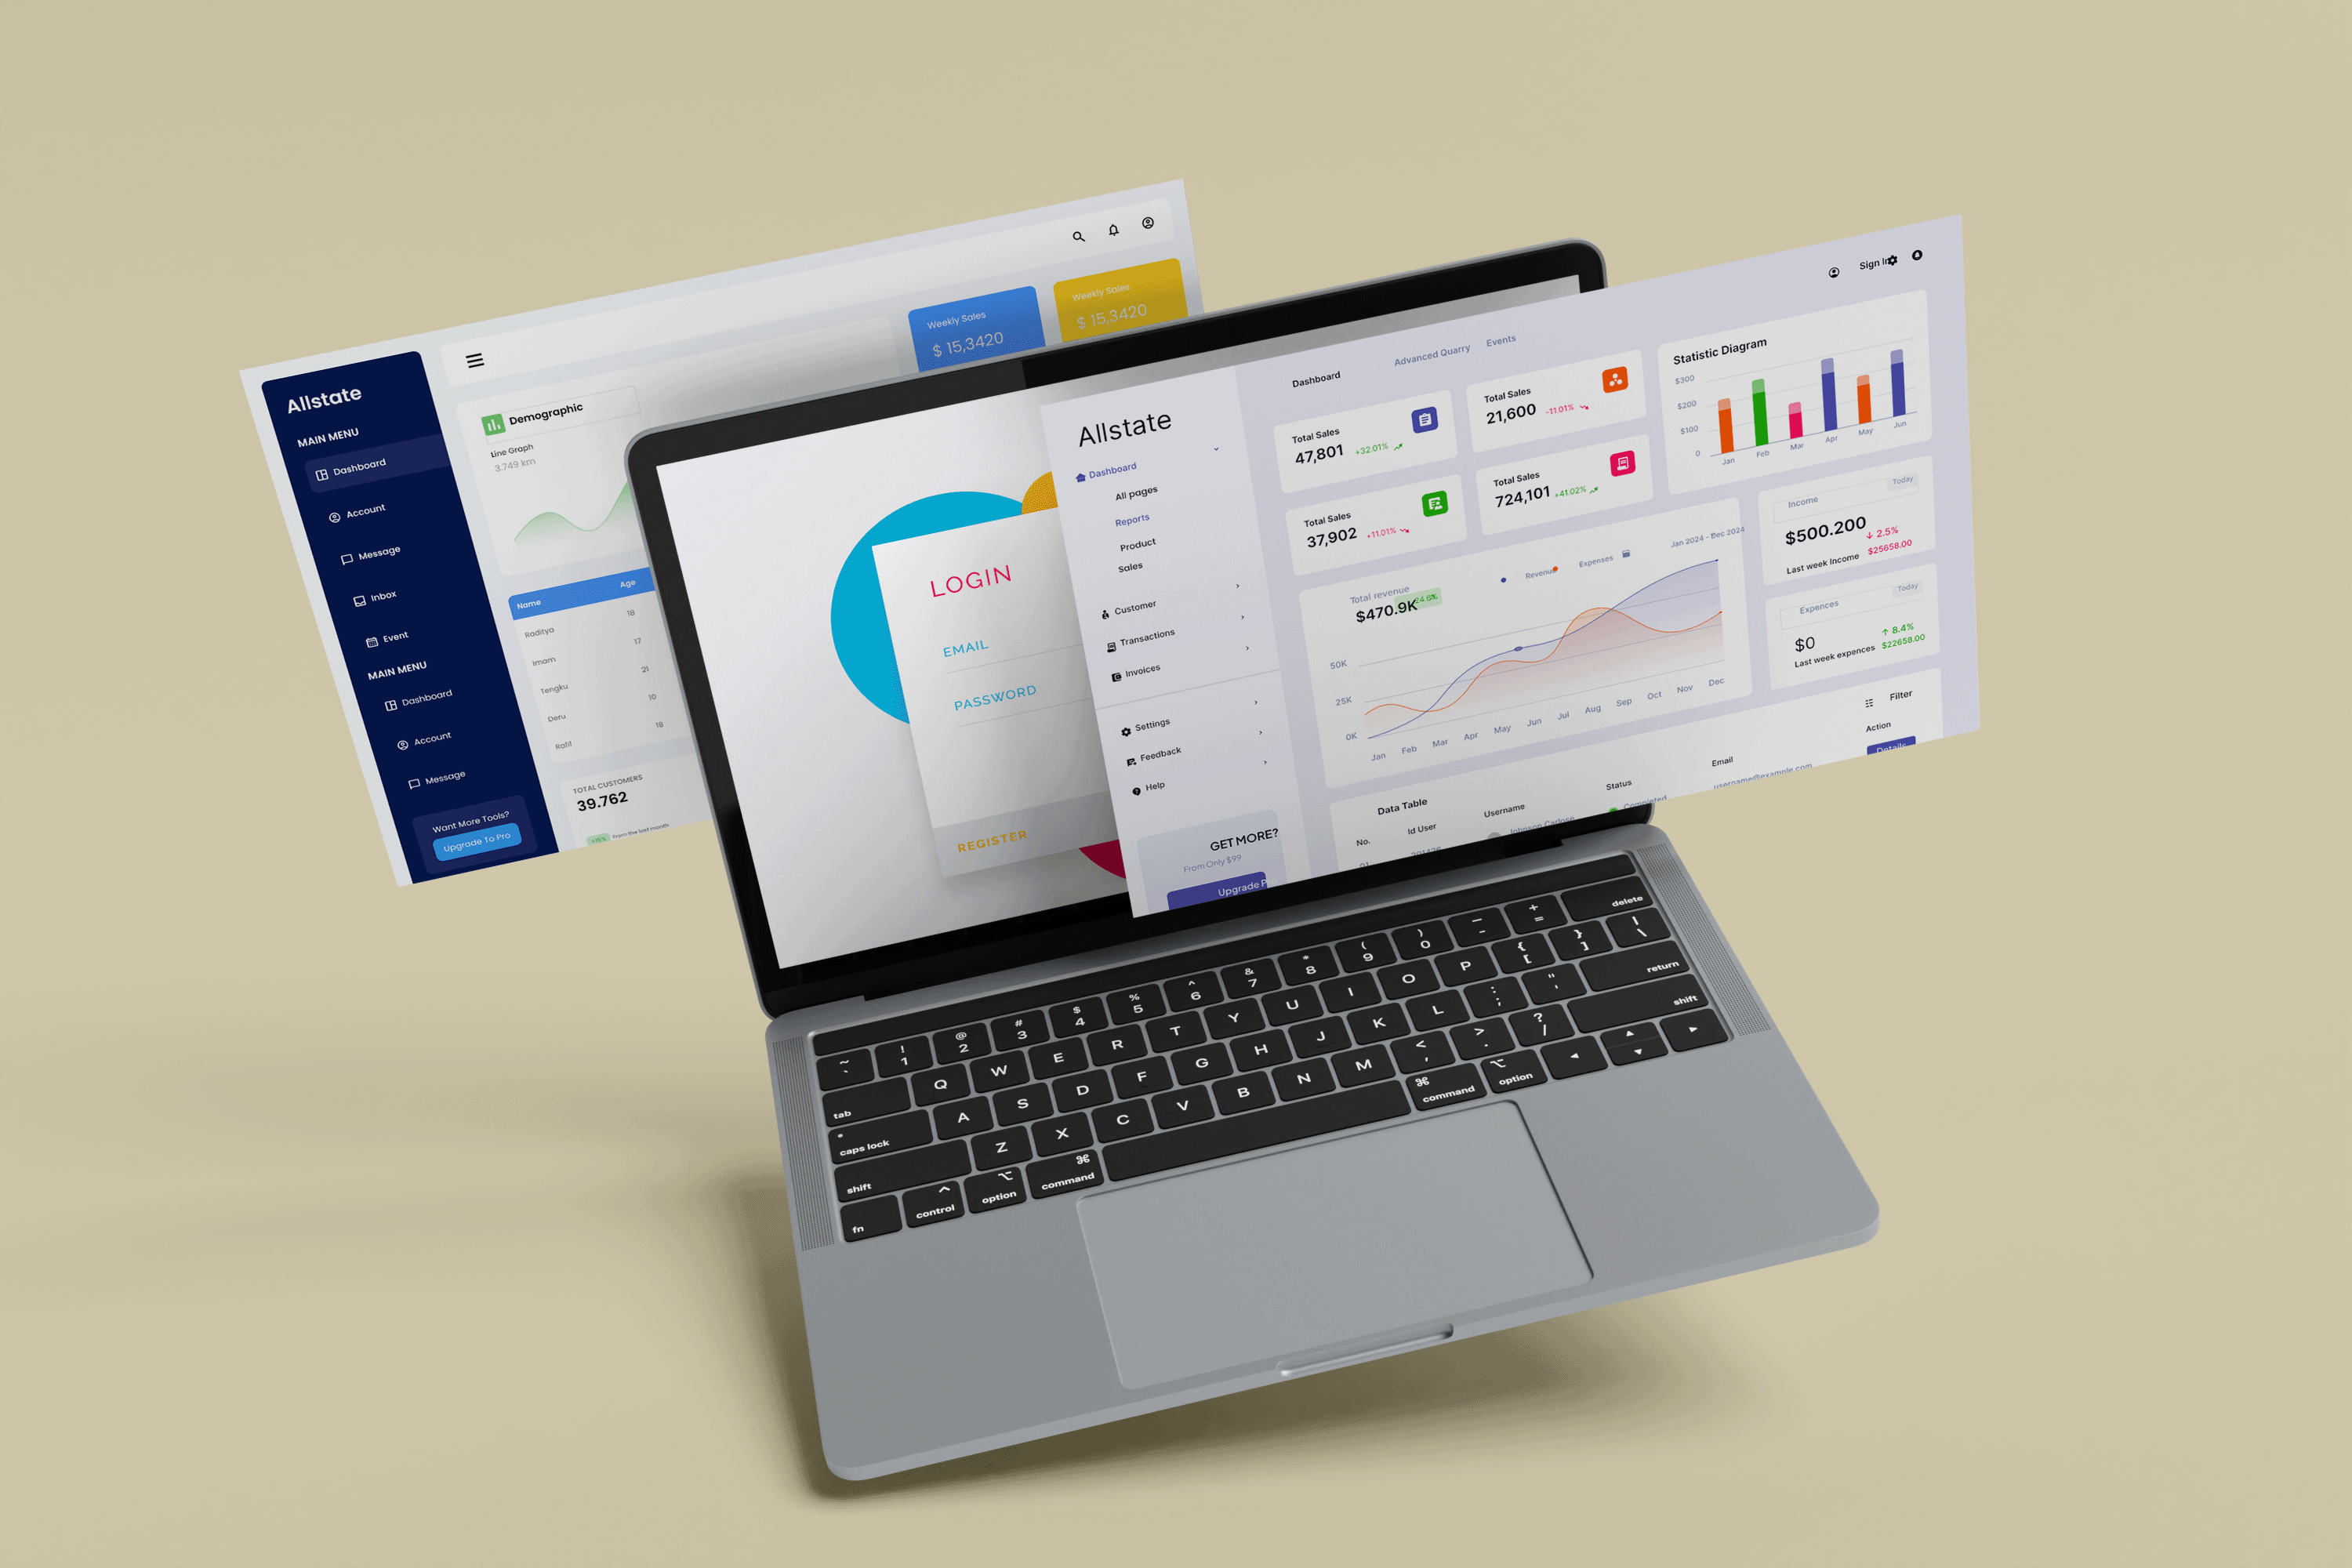 Allstate
MAIN MENU
Dashboard
Account
Message
Inbox
Event
MAIN MENU
Dashboard
Account
Message
Want More Tools?
Upgrade To Pro
Demographic
Line Graph
3.749 km
Weekly Sales
$ 15,3420
Weekly Sales
$ 15,3420
Name Age
Raditya 18
Imam 17
Tengku 21
Deru 10
Rafif 18
TOTAL CUSTOMERS
39.762
From the last month
LOGIN
EMAIL
PASSWORD
REGISTER
Allstate
Dashboard
All pages
Reports
Product
Sales
Customer
Transactions
Invoices
Settings
Feedback
Help
GET MORE?
From Only $99
Upgrade
Dashboard Advanced Quarry Events
Sign In
Total Sales
47,801 +32.01%
Total Sales
21,600 -11.01%
Total Sales
37,902 +11.01%
Total Sales
724,101 +41.02%
Statistic Diagram
$300
$200
$100
0
Jan Feb Mar Apr May Jun
Total revenue
$470.9K
Revenue Expenses Jan 2024 - Dec 2024
50K
25K
0K
Jan Feb Mar Apr May Jun Jul Aug Sep Oct Nov Dec
Income Today
$500.200 ↓ 2.5%
Last week Income $25658.00
Expences Today
$0 ↑ 8.4%
Last week expences $22658.00
Data Table Filter
No. Id User Username Status Email Action
01 Johnson Completed username@example.com Details
~ ! @ # $ % ^ & * ( ) _ +
` 1 2 3 4 5 6 7 8 9 0 - = delete
tab Q W E R T Y U I O P { [ } ] | \
caps lock A S D F G H J K L : ; " ' return
shift Z X C V B N M < , > . ? / shift
fn control option command command option